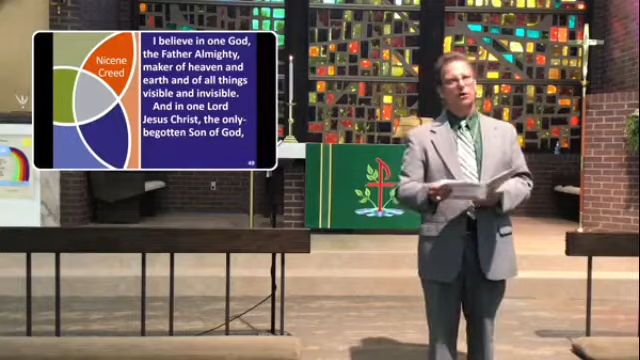 Nicene
Creed
I believe in one God,
the Father Almighty,
maker of heaven and
earth and of all things
visible and invisible.
And in one Lord
Jesus Christ, the only-
begotten Son of God,